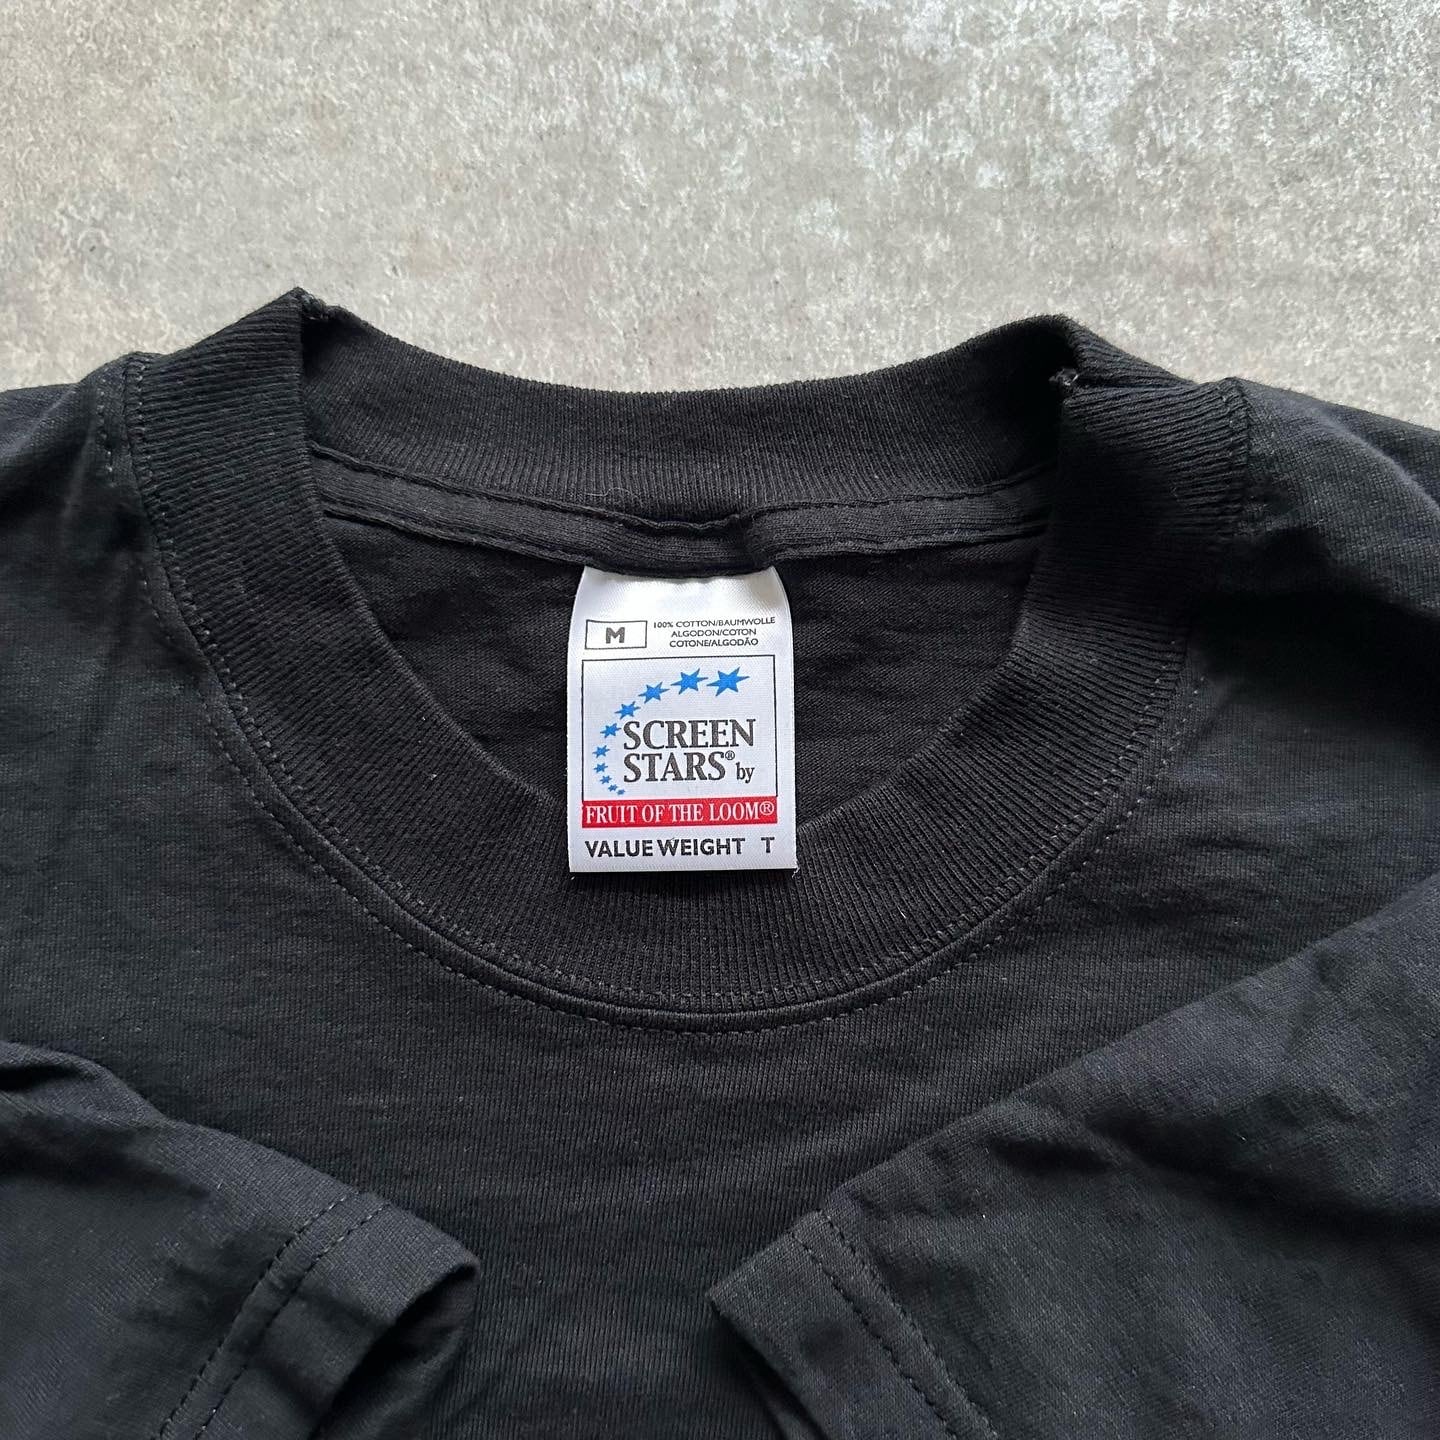 M
100% COTTON/BAUMWOLLE
ALGODON/COTON
COTONE/ALGODÃO
SCREEN
STARS® by
FRUIT OF THE LOOM®
VALUE WEIGHT T